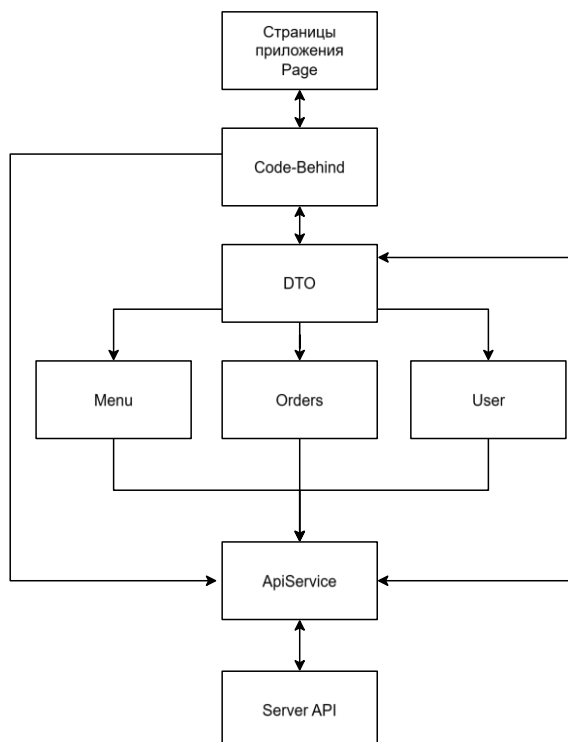 Страницы
приложения
Page
Code-Behind
DTO
Menu
Orders
User
ApiService
Server API